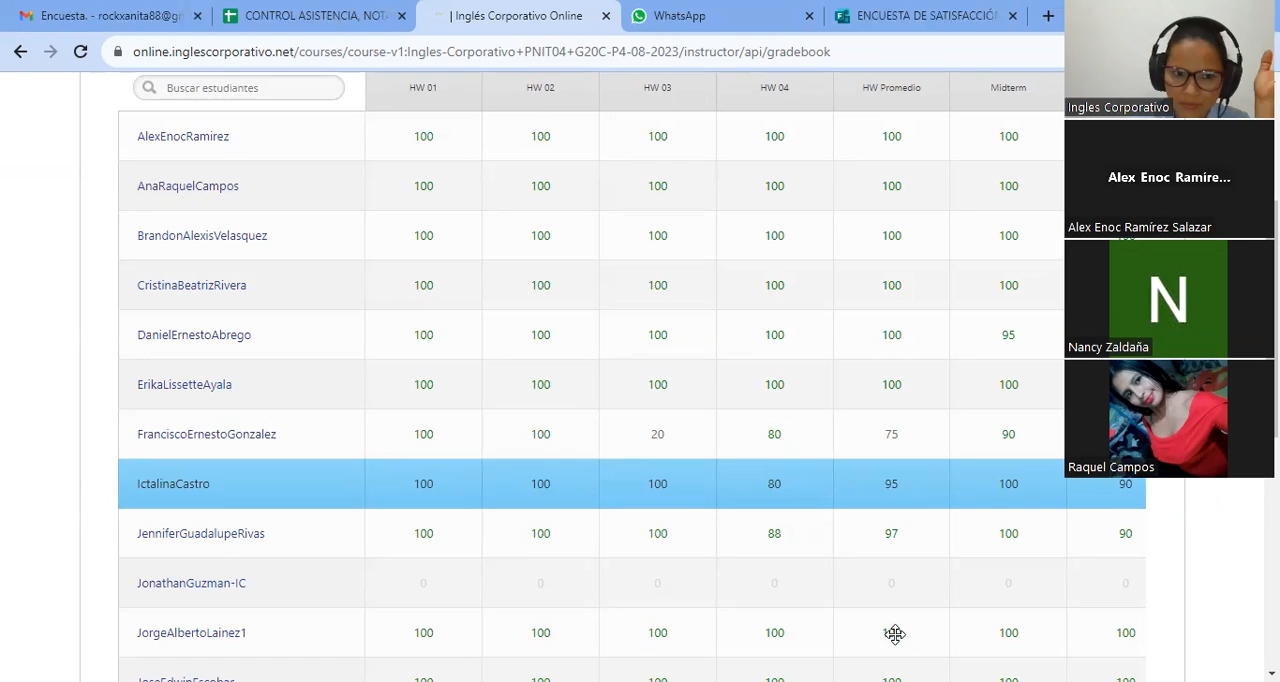 Encuesta. - rockxanita88@gm
CONTROL ASISTENCIA, NOTA
| Inglés Corporativo Online
WhatsApp
ENCUESTA DE SATISFACCIÓN
online.inglescorporativo.net/courses/course-v1:Ingles-Corporativo+PNIT04+G20C-P4-08-2023/instructor/api/gradebook
Buscar estudiantes HW 01 HW 02 HW 03 HW 04 HW Promedio Midterm
AlexEnocRamirez 100 100 100 100 100 100
AnaRaquelCampos 100 100 100 100 100 100
BrandonAlexisVelasquez 100 100 100 100 100 100
CristinaBeatrizRivera 100 100 100 100 100 100
DanielErnestoAbrego 100 100 100 100 100 95
ErikaLissetteAyala 100 100 100 100 100 100
FranciscoErnestoGonzalez 100 100 20 80 75 90
IctalinaCastro 100 100 100 80 95 100 90
JenniferGuadalupeRivas 100 100 100 88 97 100 90
JonathanGuzman-IC 0 0 0 0 0 0 0
JorgeAlbertoLainez1 100 100 100 100 100 100
Ingles Corporativo
Alex Enoc Ramíre...
Alex Enoc Ramírez Salazar
N
Nancy Zaldaña
Raquel Campos